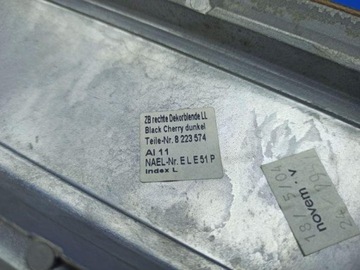 ZB rechte Dekorblende LL
Black Cherry dunkel
Teile-Nr. 8 223 574
AI 11
NAEL-Nr. E L E 51 P
Index L
novem